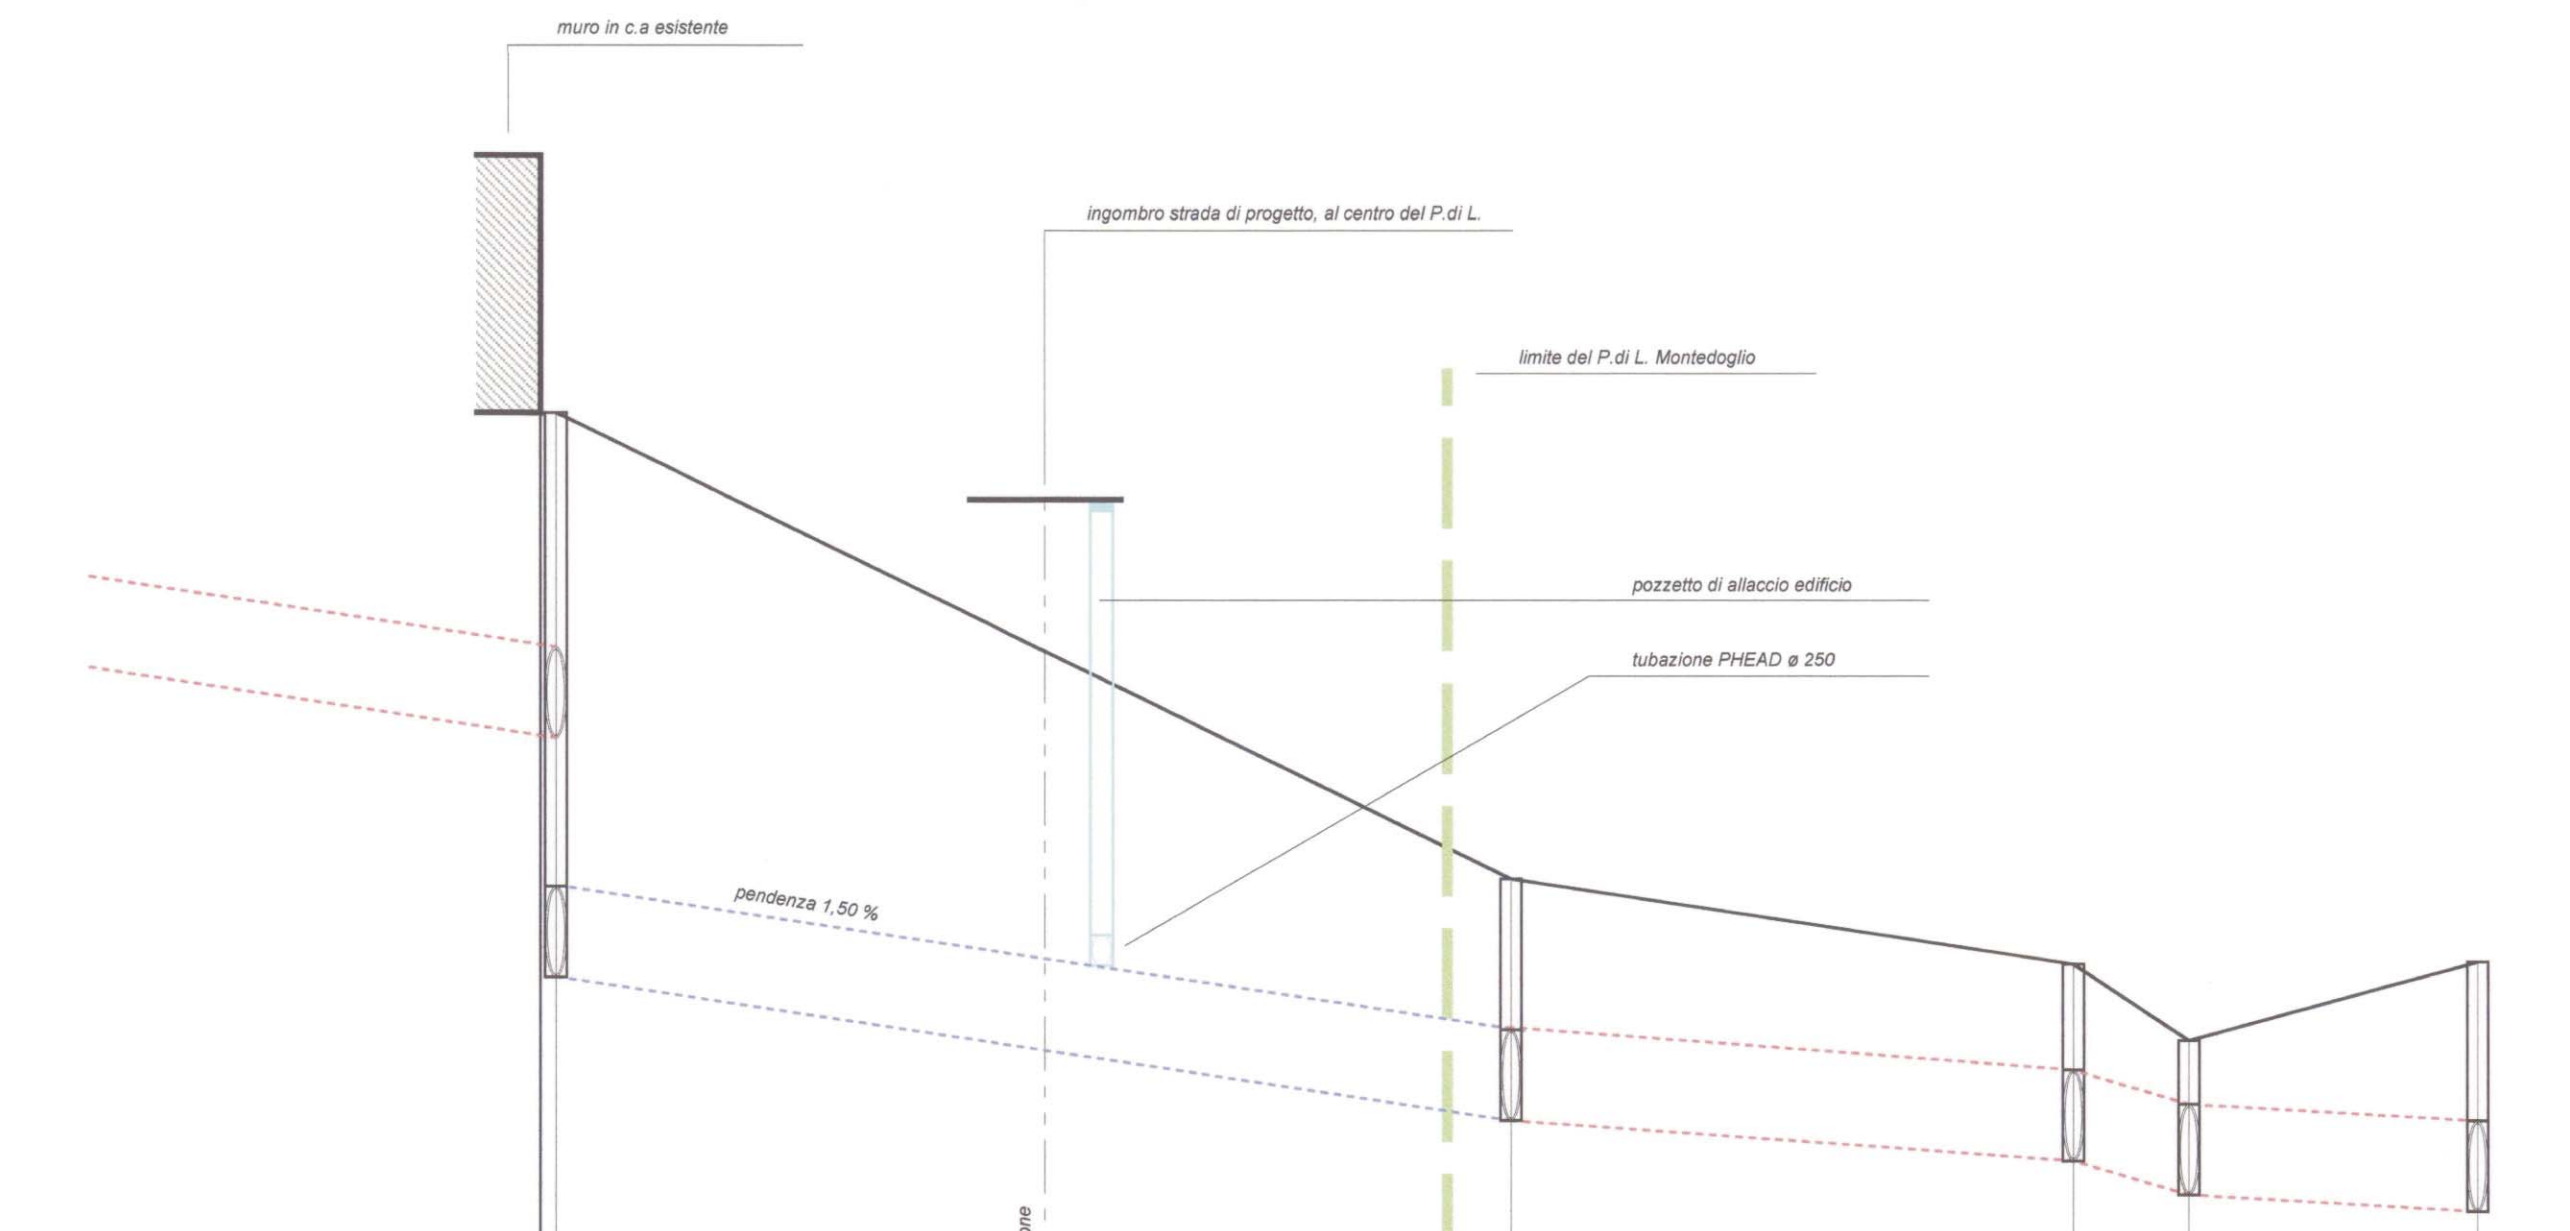 muro in c.a esistente
ingombro strada di progetto, al centro del P.di L.
limite del P.di L. Montedoglio
pozzetto di allaccio edificio
tubazione PHEAD ø 250
pendenza 1,50 %